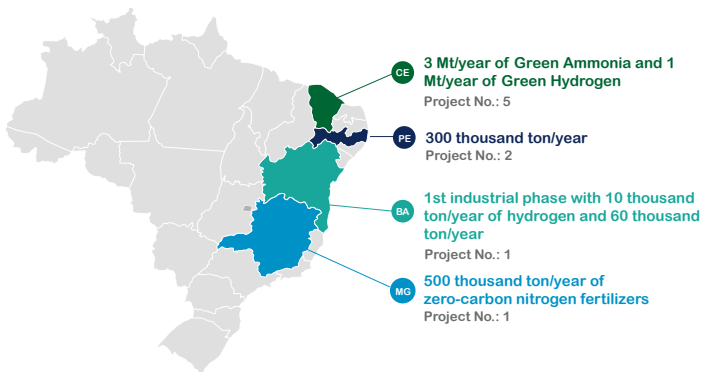 CE
3 Mt/year of Green Ammonia and 1
Mt/year of Green Hydrogen
Project No.: 5
PE
300 thousand ton/year
Project No.: 2
BA
1st industrial phase with 10 thousand
ton/year of hydrogen and 60 thousand
ton/year
Project No.: 1
MG
500 thousand ton/year of
zero-carbon nitrogen fertilizers
Project No.: 1